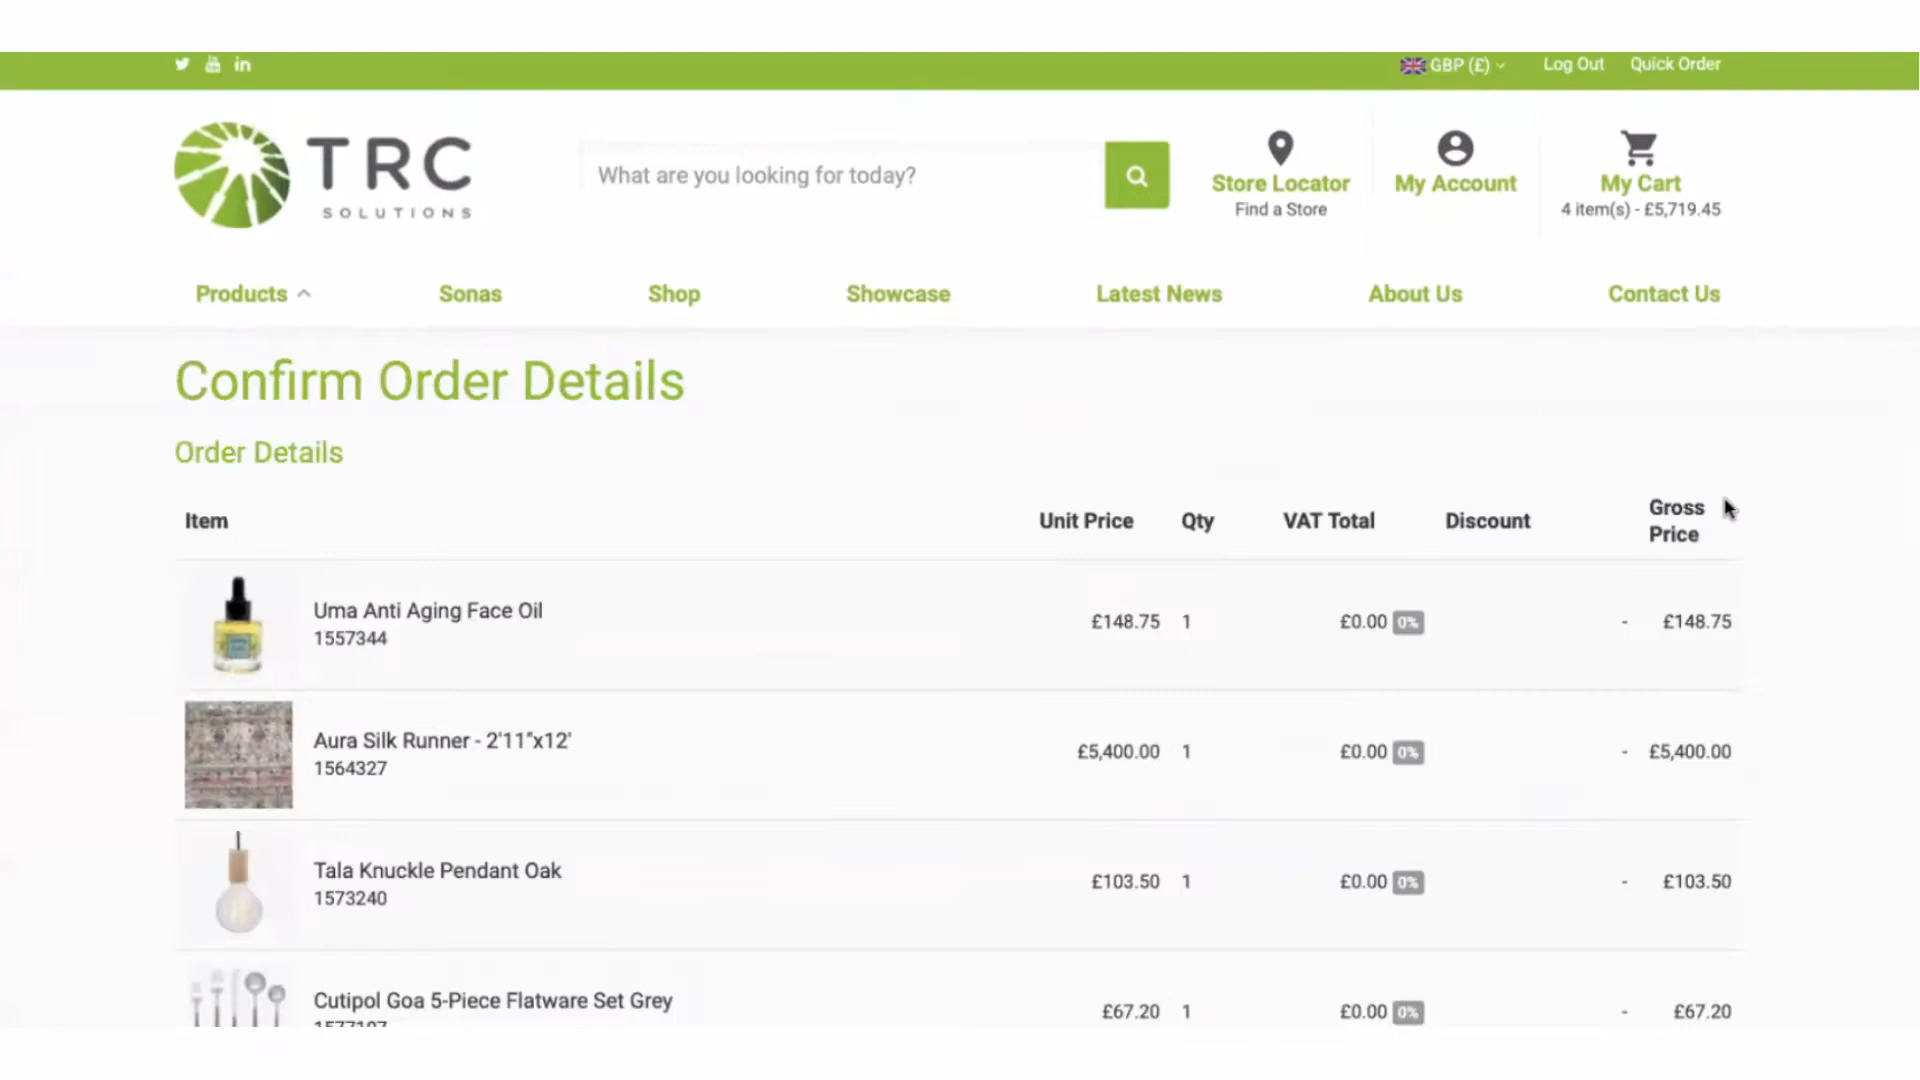 GBP (£) Log Out Quick Order
TRC
SOLUTIONS
What are you looking for today?
Store Locator
Find a Store
My Account
My Cart
4 item(s) - £5,719.45
Products Sonas Shop Showcase Latest News About Us Contact Us
Confirm Order Details
Order Details
Item Unit Price Qty VAT Total Discount Gross Price
Uma Anti Aging Face Oil
1557344
£148.75 1 £0.00 0% - £148.75
Aura Silk Runner - 2'11"x12'
1564327
£5,400.00 1 £0.00 0% - £5,400.00
Tala Knuckle Pendant Oak
1573240
£103.50 1 £0.00 0% - £103.50
Cutipol Goa 5-Piece Flatware Set Grey
£67.20 1 £0.00 0% - £67.20